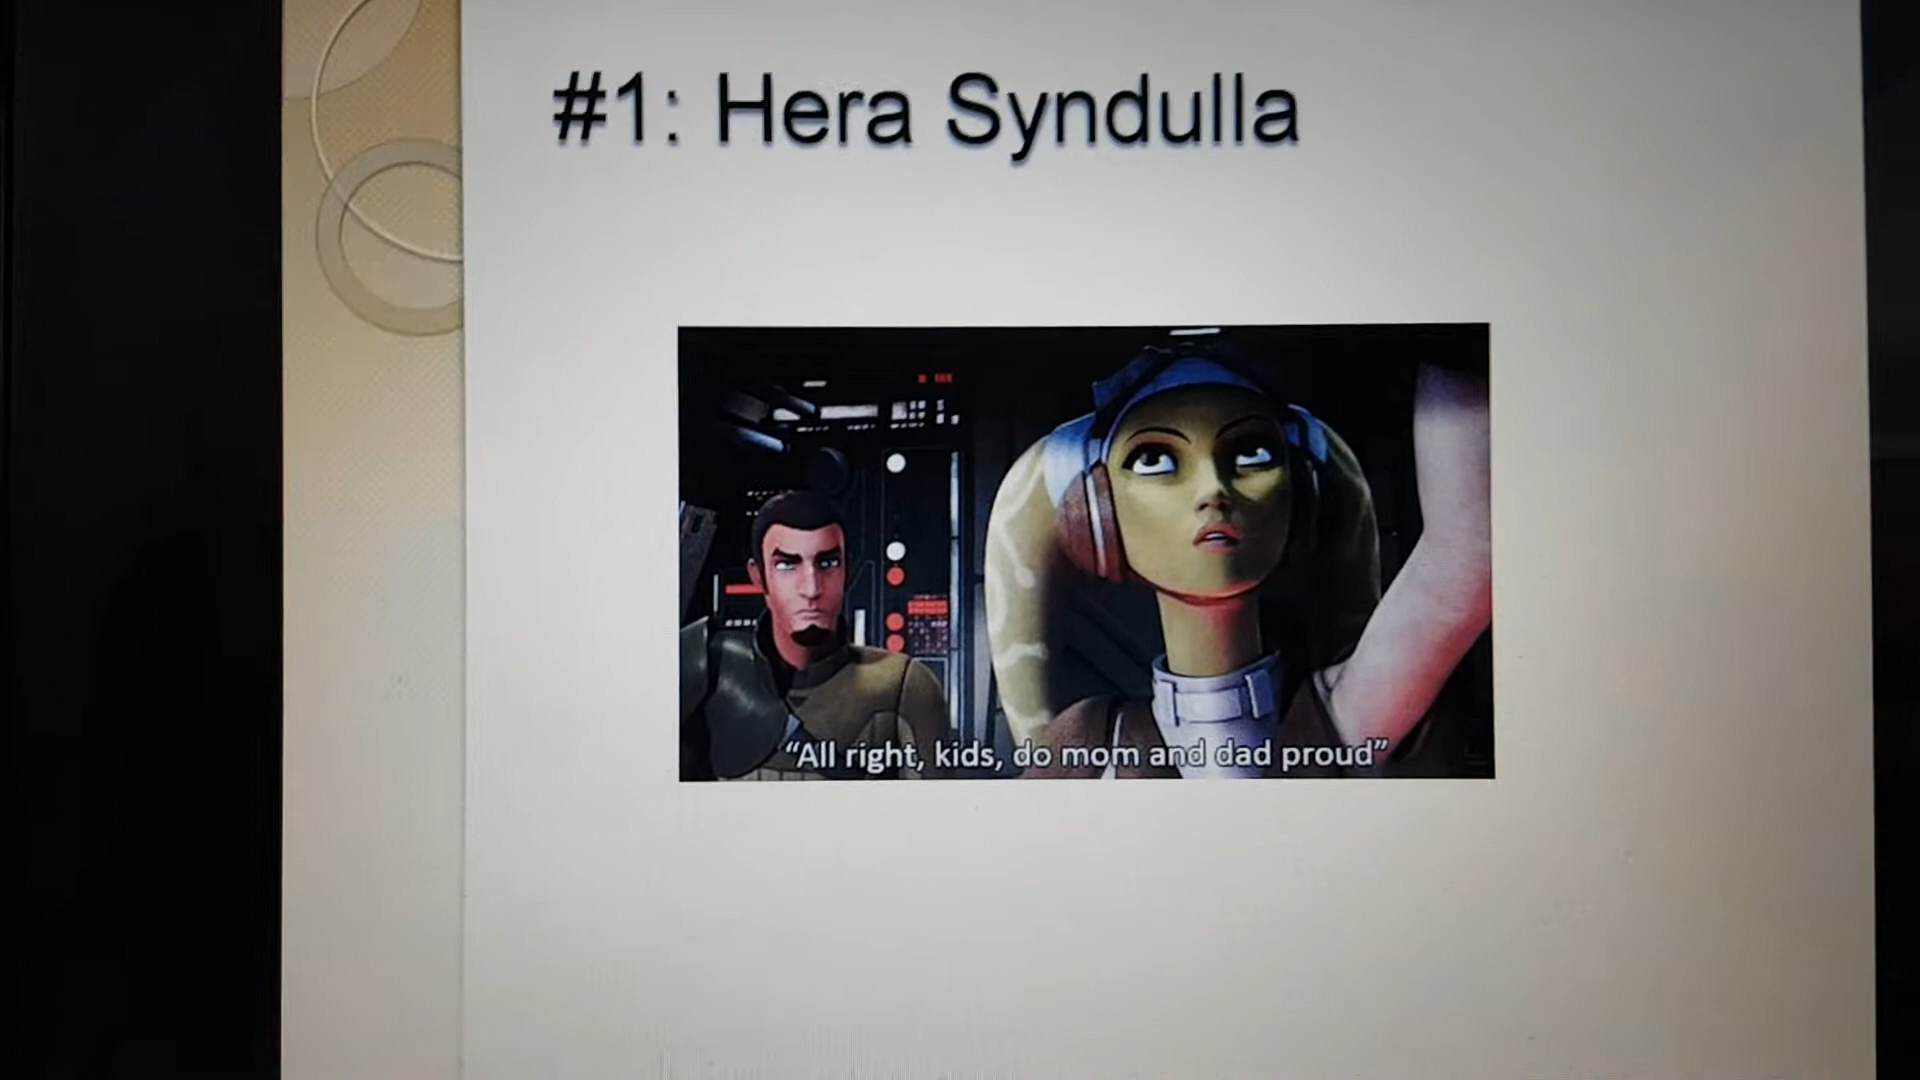 #1: Hera Syndulla
“All right, kids, do mom and dad proud”